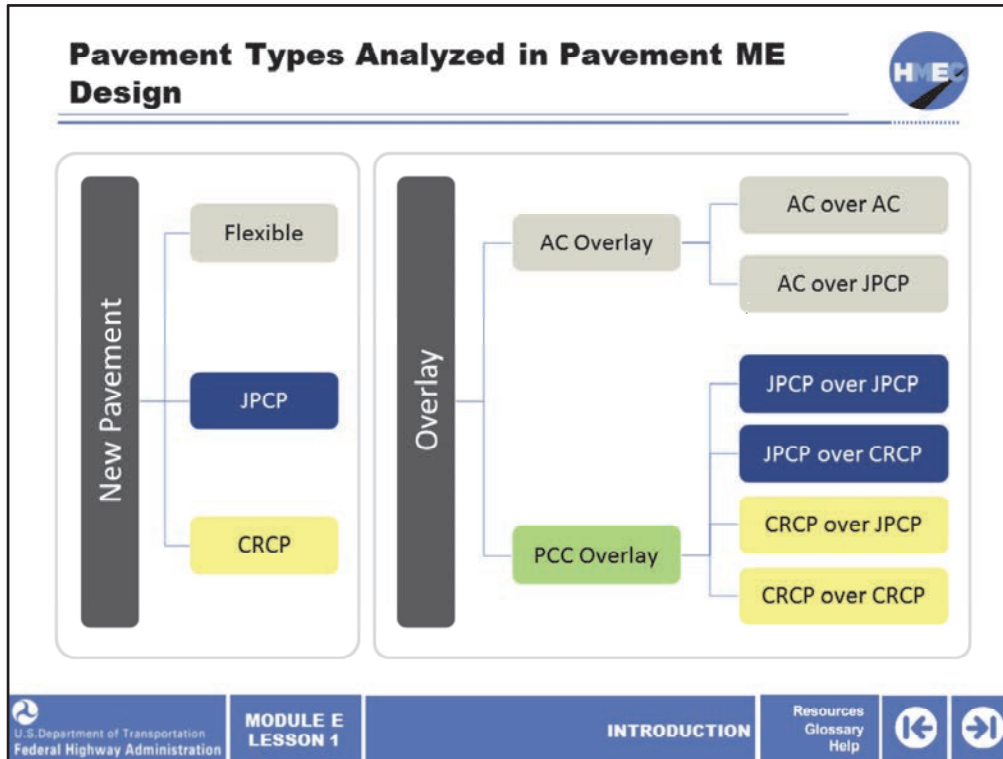 Pavement Types Analyzed in Pavement ME
Design
HMEC
New Pavement
Flexible
JPCP
CRCP
Overlay
AC Overlay
AC over AC
AC over JPCP
PCC Overlay
JPCP over JPCP
JPCP over CRCP
CRCP over JPCP
CRCP over CRCP
U.S.Department of Transportation
Federal Highway Administration
MODULE E
LESSON 1
INTRODUCTION
Resources
Glossary
Help